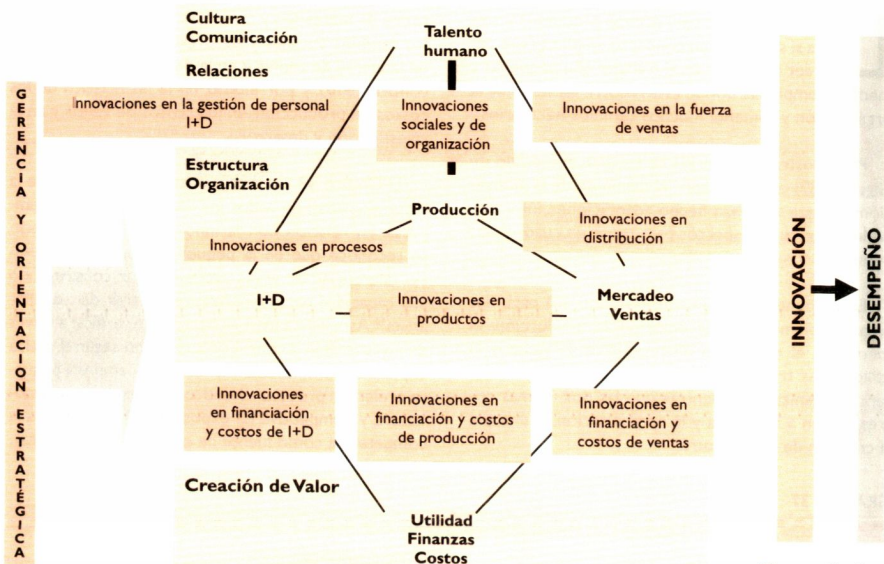 Cultura
Comunicación
Talento
humano
Relaciones
Innovaciones en la gestión de personal
I+D
Innovaciones
sociales y de
organización
Innovaciones en la fuerza
de ventas
Estructura
Organización
Producción
Innovaciones en procesos
Innovaciones en
distribución
I+D
Innovaciones en
productos
Mercadeo
Ventas
Innovaciones
en financiación
y costos de I+D
Innovaciones en
financiación y costos
de producción
Innovaciones en
financiación y
costos de ventas
Creación de Valor
Utilidad
Finanzas
Costos
GERENCIA Y ORIENTACION ESTRATÉGICA
INNOVACIÓN
DESEMPEÑO